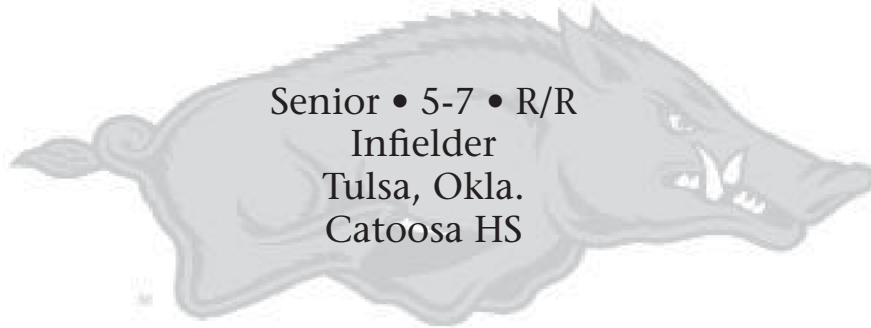 Senior • 5-7 • R/R
Infielder
Tulsa, Okla.
Catoosa HS